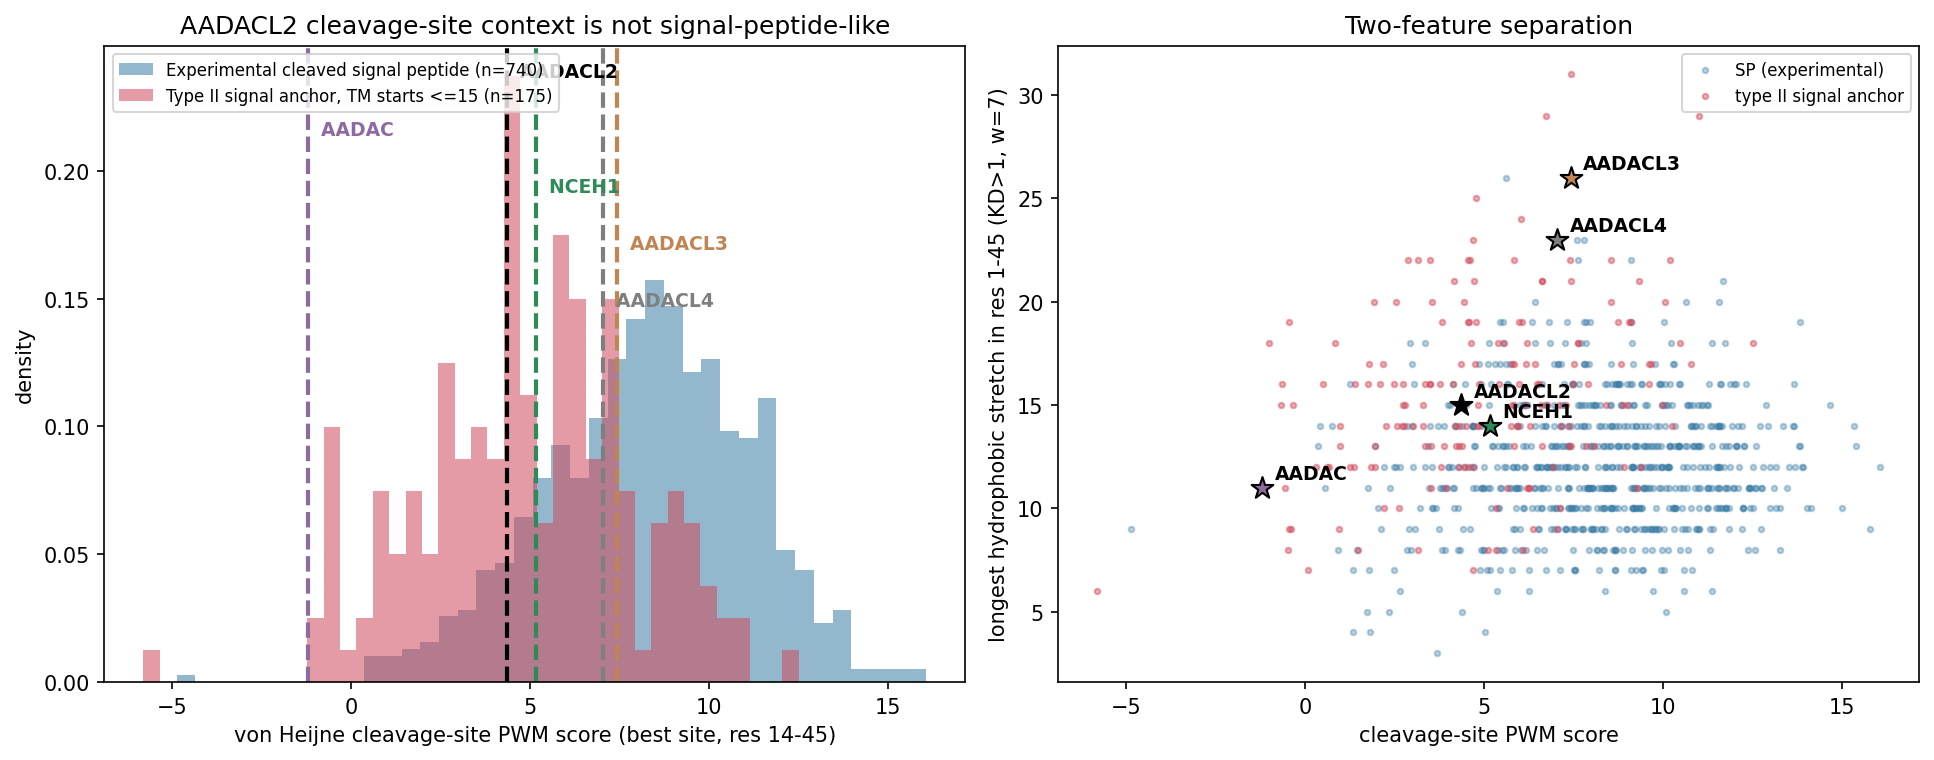 AADACL2 cleavage-site context is not signal-peptide-like
Experimental cleaved signal peptide (n=740)
Type II signal anchor, TM starts <=15 (n=175)
AADACL2
AADAC
NCEH1
AADACL3
AADACL4
0.20
0.15
0.10
0.05
0.00
density
−5
0
5
10
15
von Heijne cleavage-site PWM score (best site, res 14-45)
Two-feature separation
SP (experimental)
type II signal anchor
AADACL3
AADACL4
AADACL2
NCEH1
AADAC
30
25
20
15
10
5
longest hydrophobic stretch in res 1-45 (KD>1, w=7)
−5
0
5
10
15
cleavage-site PWM score